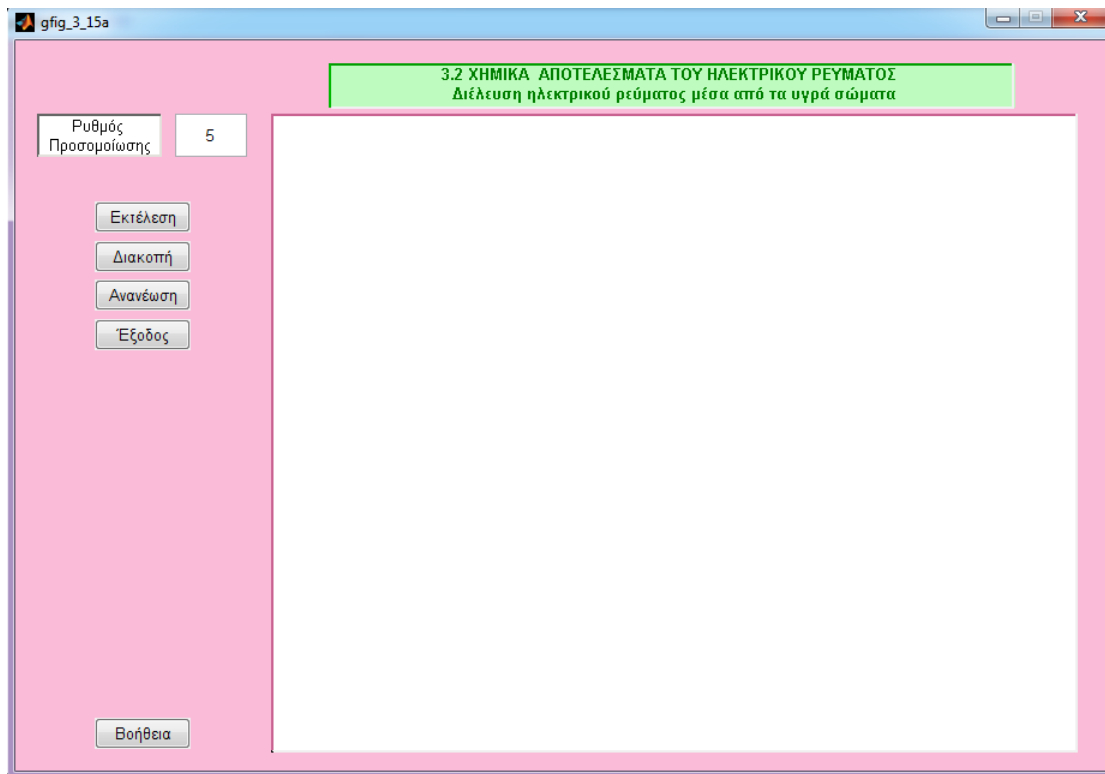 gfig_3_15a
3.2 ΧΗΜΙΚΑ ΑΠΟΤΕΛΕΣΜΑΤΑ ΤΟΥ ΗΛΕΚΤΡΙΚΟΥ ΡΕΥΜΑΤΟΣ
Διέλευση ηλεκτρικού ρεύματος μέσα από τα υγρά σώματα
Ρυθμός
Προσομοίωσης
5
Εκτέλεση
Διακοπή
Ανανέωση
Έξοδος
Βοήθεια